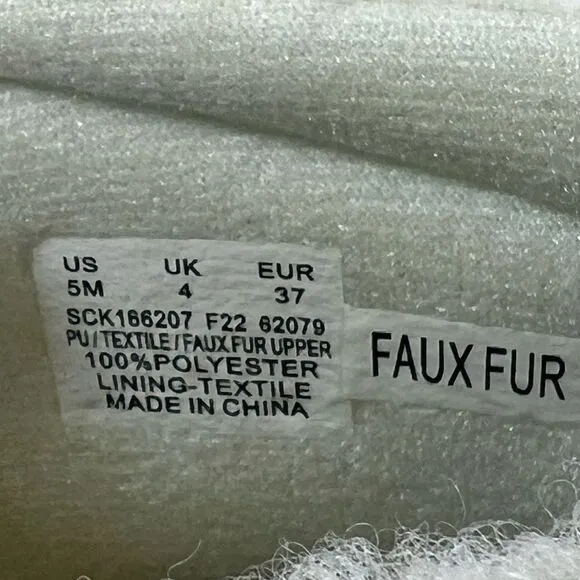 US UK EUR
5M 4 37
SCK166207 F22 62079
PU/TEXTILE/FAUX FUR UPPER
100%POLYESTER
LINING-TEXTILE
MADE IN CHINA
FAUX FUR